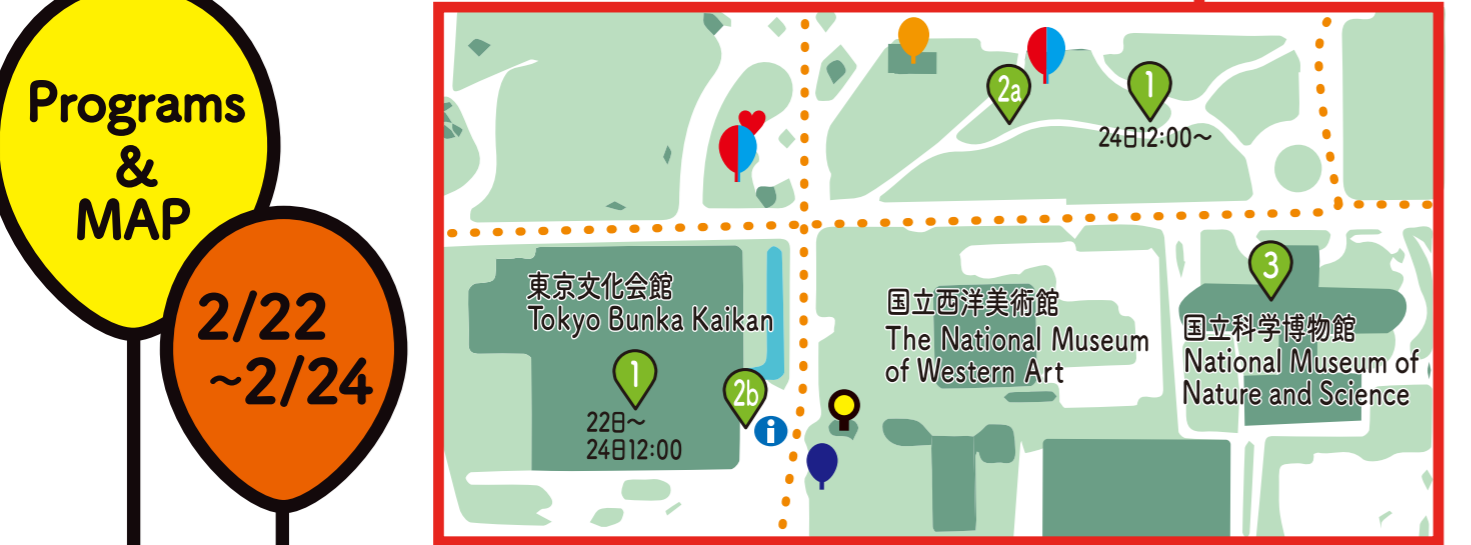 Programs
&
MAP
2/22
~2/24
2a
1
24日12:00～
3
東京文化会館
Tokyo Bunka Kaikan
1
22日～
24日12:00
2b
i
国立西洋美術館
The National Museum
of Western Art
国立科学博物館
National Museum of
Nature and Science